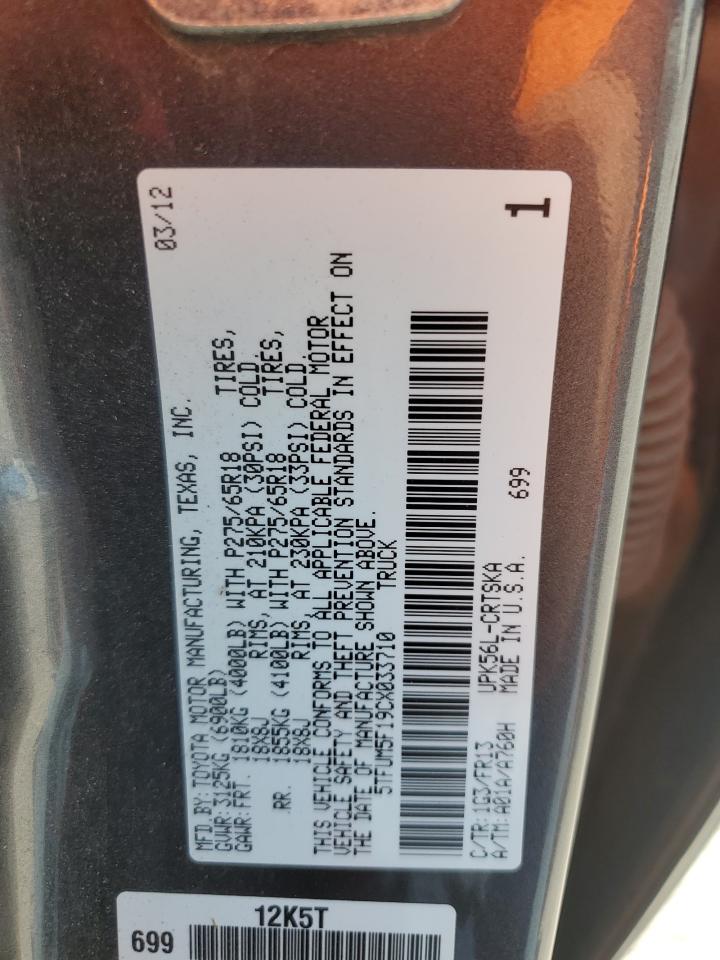 MFD.BY:TOYOTA MOTOR MANUFACTURING, TEXAS, INC. 03/12
GVWR: 3125KG (6900LB)
GAWR: FRT. 1810KG (4000LB) WITH P275/65R18 TIRES,
18X8J RIMS, AT 210KPA (30PSI) COLD.
RR. 1855KG (4100LB) WITH P275/65R18 TIRES,
18X8J RIMS, AT 230KPA (33PSI) COLD.
THIS VEHICLE CONFORMS TO ALL APPLICABLE FEDERAL MOTOR
VEHICLE SAFETY AND THEFT PREVENTION STANDARDS IN EFFECT ON
THE DATE OF MANUFACTURE SHOWN ABOVE.
5TFUM5F19CX033710 TRUCK
C/TR: 1G3/FR13 UPK56L-CRTSKA 699
A/TM: A01A/A760H MADE IN U.S.A.
1
12K5T
699